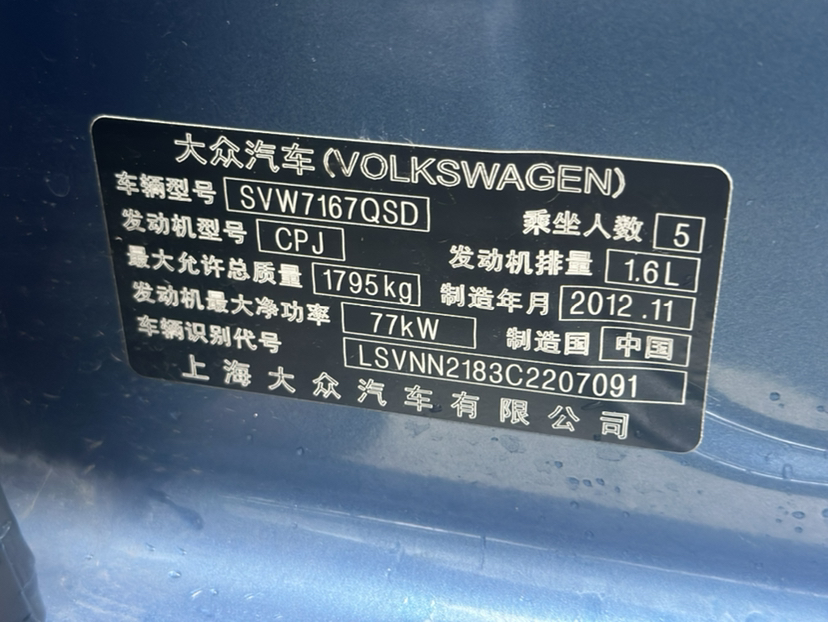 大众汽车(VOLKSWAGEN)
车辆型号 SVW7167QSD 乘坐人数 5
发动机型号 CPJ 发动机排量 1.6L
最大允许总质量 1795kg 制造年月 2012.11
发动机最大净功率 77kW 制造国 中国
车辆识别代号 LSVNN2183C2207091
上海大众汽车有限公司